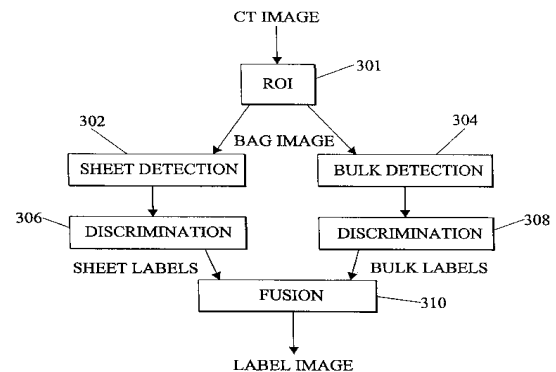 CT IMAGE
301
ROI
302
BAG IMAGE
304
SHEET DETECTION
BULK DETECTION
306
DISCRIMINATION
DISCRIMINATION
308
SHEET LABELS
BULK LABELS
FUSION
310
LABEL IMAGE